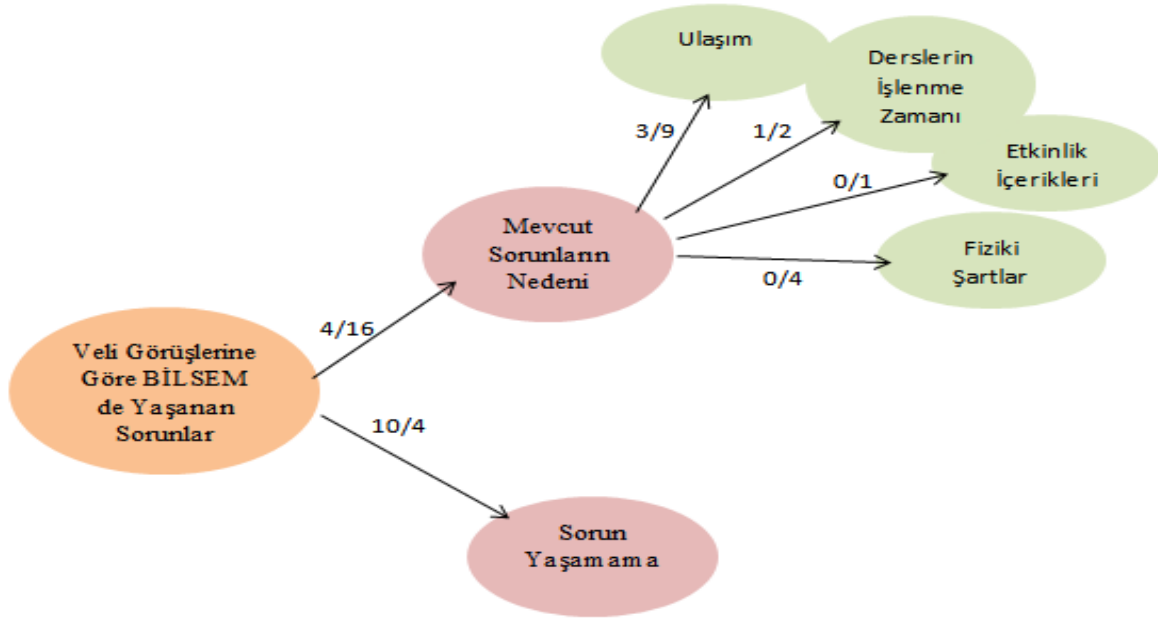 Ulaşım
Derslerin
İşlenme
Zamanı
3/9
1/2
Etkinlik
İçerikleri
0/1
Mevcut
Sorunların
Nedeni
Fiziki
Şartlar
0/4
4/16
Veli Görüşlerine
Göre BİLSEM
de Yaşanan
Sorunlar
10/4
Sorun
Yaşamama